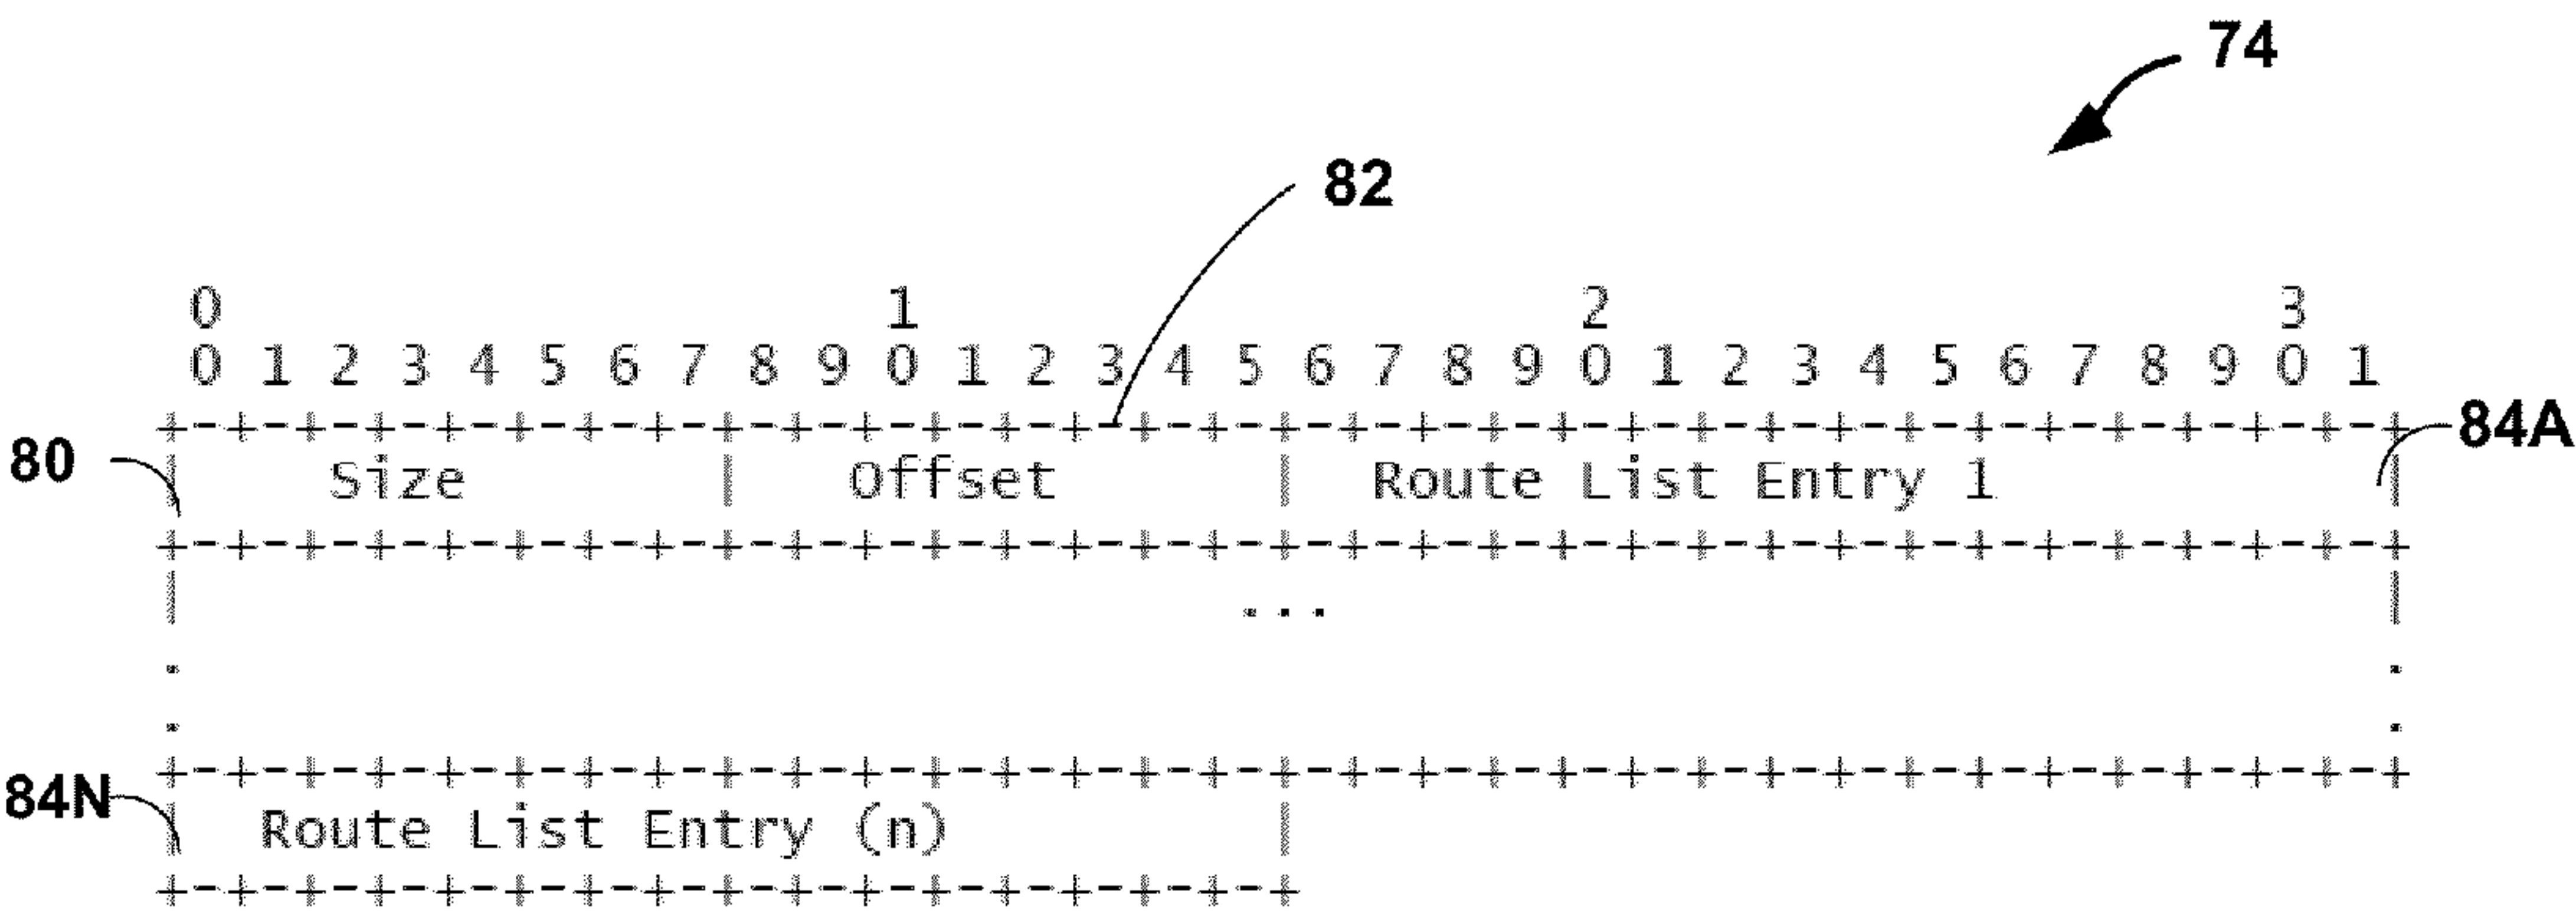 74
82
0 1 2 3
0 1 2 3 4 5 6 7 8 9 0 1 2 3 4 5 6 7 8 9 0 1 2 3 4 5 6 7 8 9 0 1
+-+-+-+-+-+-+-+-+-+-+-+-+-+-+-+-+-+-+-+-+-+-+-+-+-+-+-+-+-+-+-+-+
80 | Size | Offset | Route List Entry 1 | 84A
+-+-+-+-+-+-+-+-+-+-+-+-+-+-+-+-+-+-+-+-+-+-+-+-+-+-+-+-+-+-+-+-+
| ... |
. .
. .
+-+-+-+-+-+-+-+-+-+-+-+-+-+-+-+-+-+-+-+-+-+-+-+-+-+-+-+-+-+-+-+-+
84N | Route List Entry (n) |
+-+-+-+-+-+-+-+-+-+-+-+-+-+-+-+-+